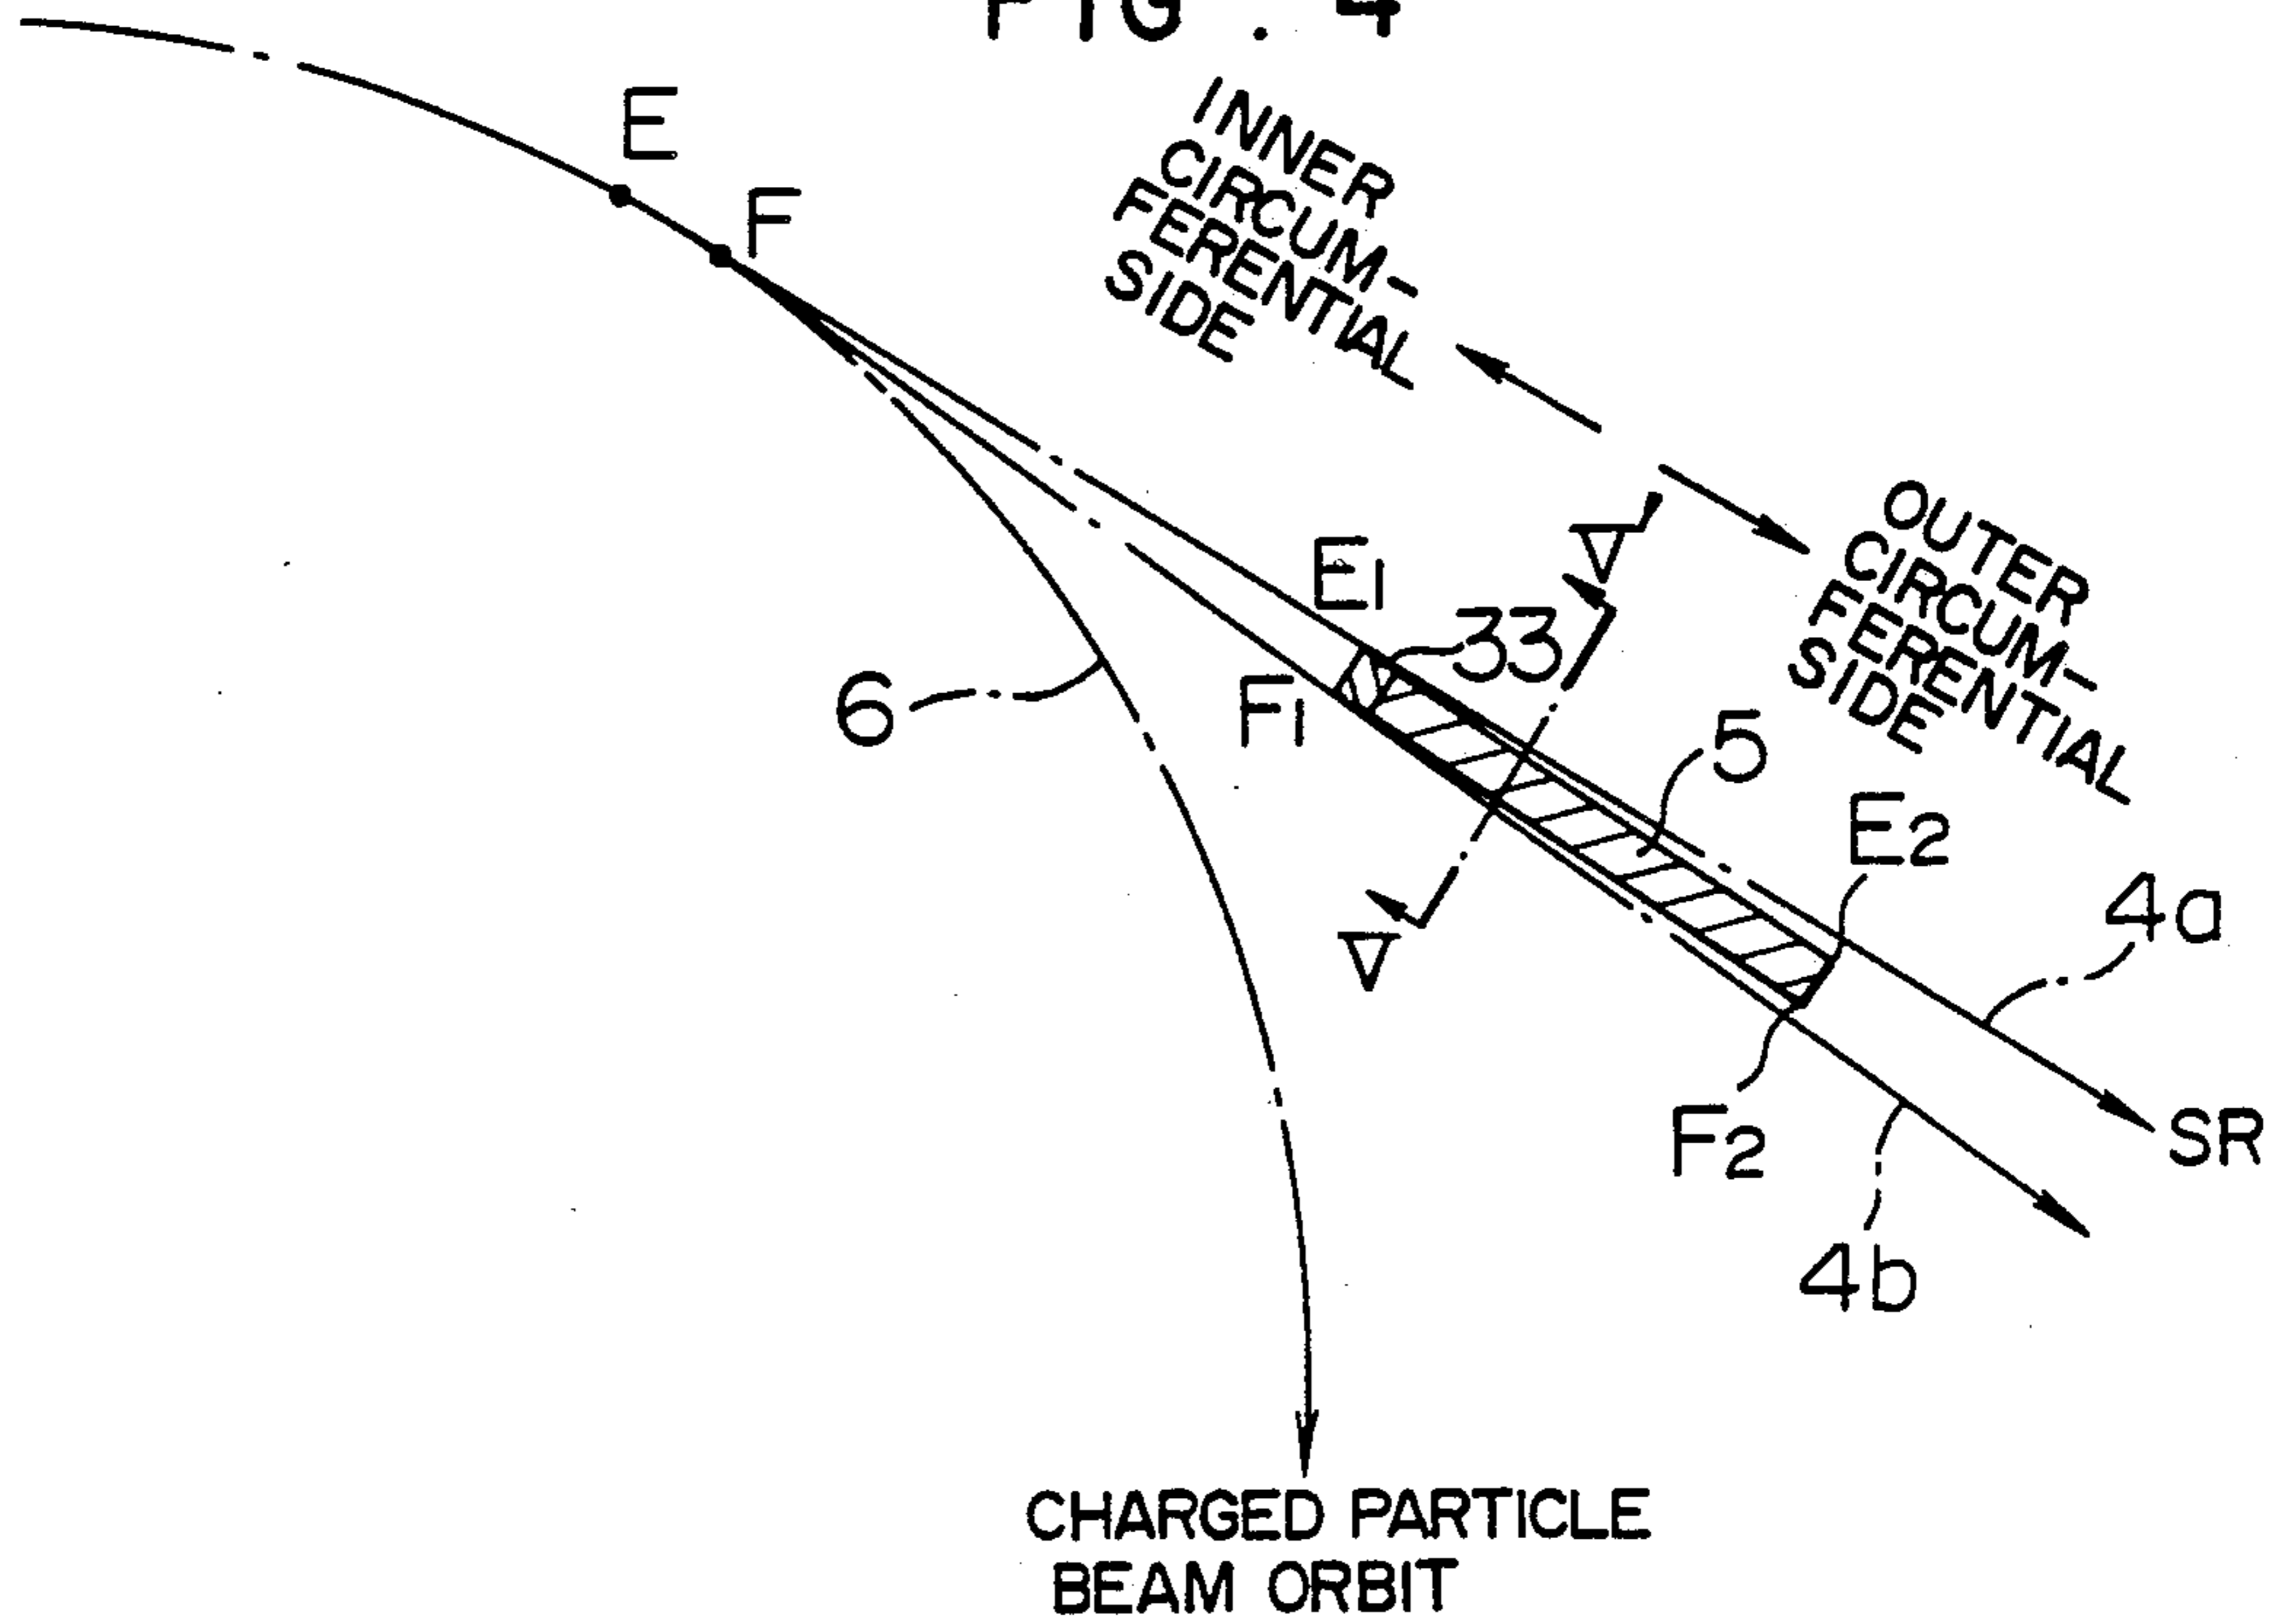 FIG. 4
E
F
INNER
CIRCUM-
FERENTIAL
SIDE
OUTER
CIRCUM-
FERENTIAL
SIDE
V
E1
33
F1
6
5
E2
4a
V
SR
F2
4b
CHARGED PARTICLE
BEAM ORBIT